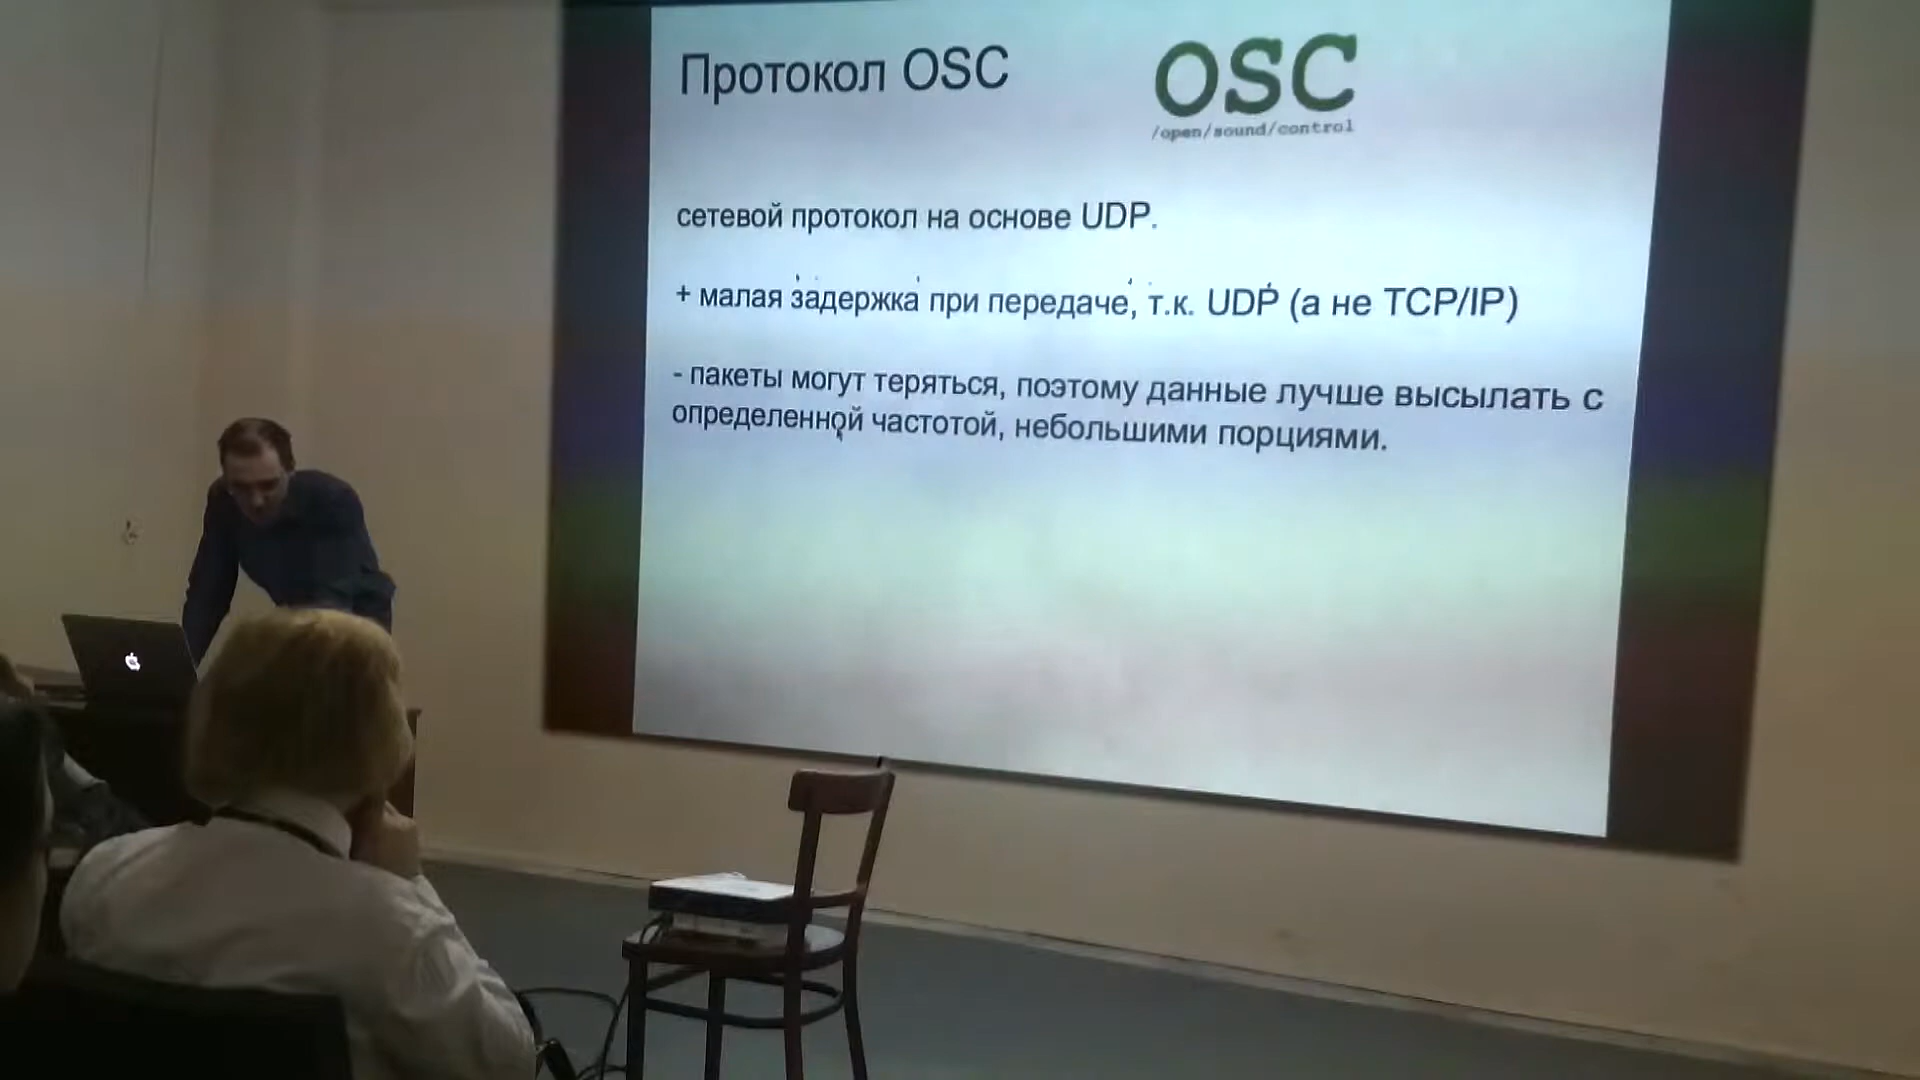 Протокол OSC
OSC
/open/sound/control
сетевой протокол на основе UDP.
+ малая задержка при передаче, т.к. UDP (а не TCP/IP)
- пакеты могут теряться, поэтому данные лучше высылать с
определенной частотой, небольшими порциями.